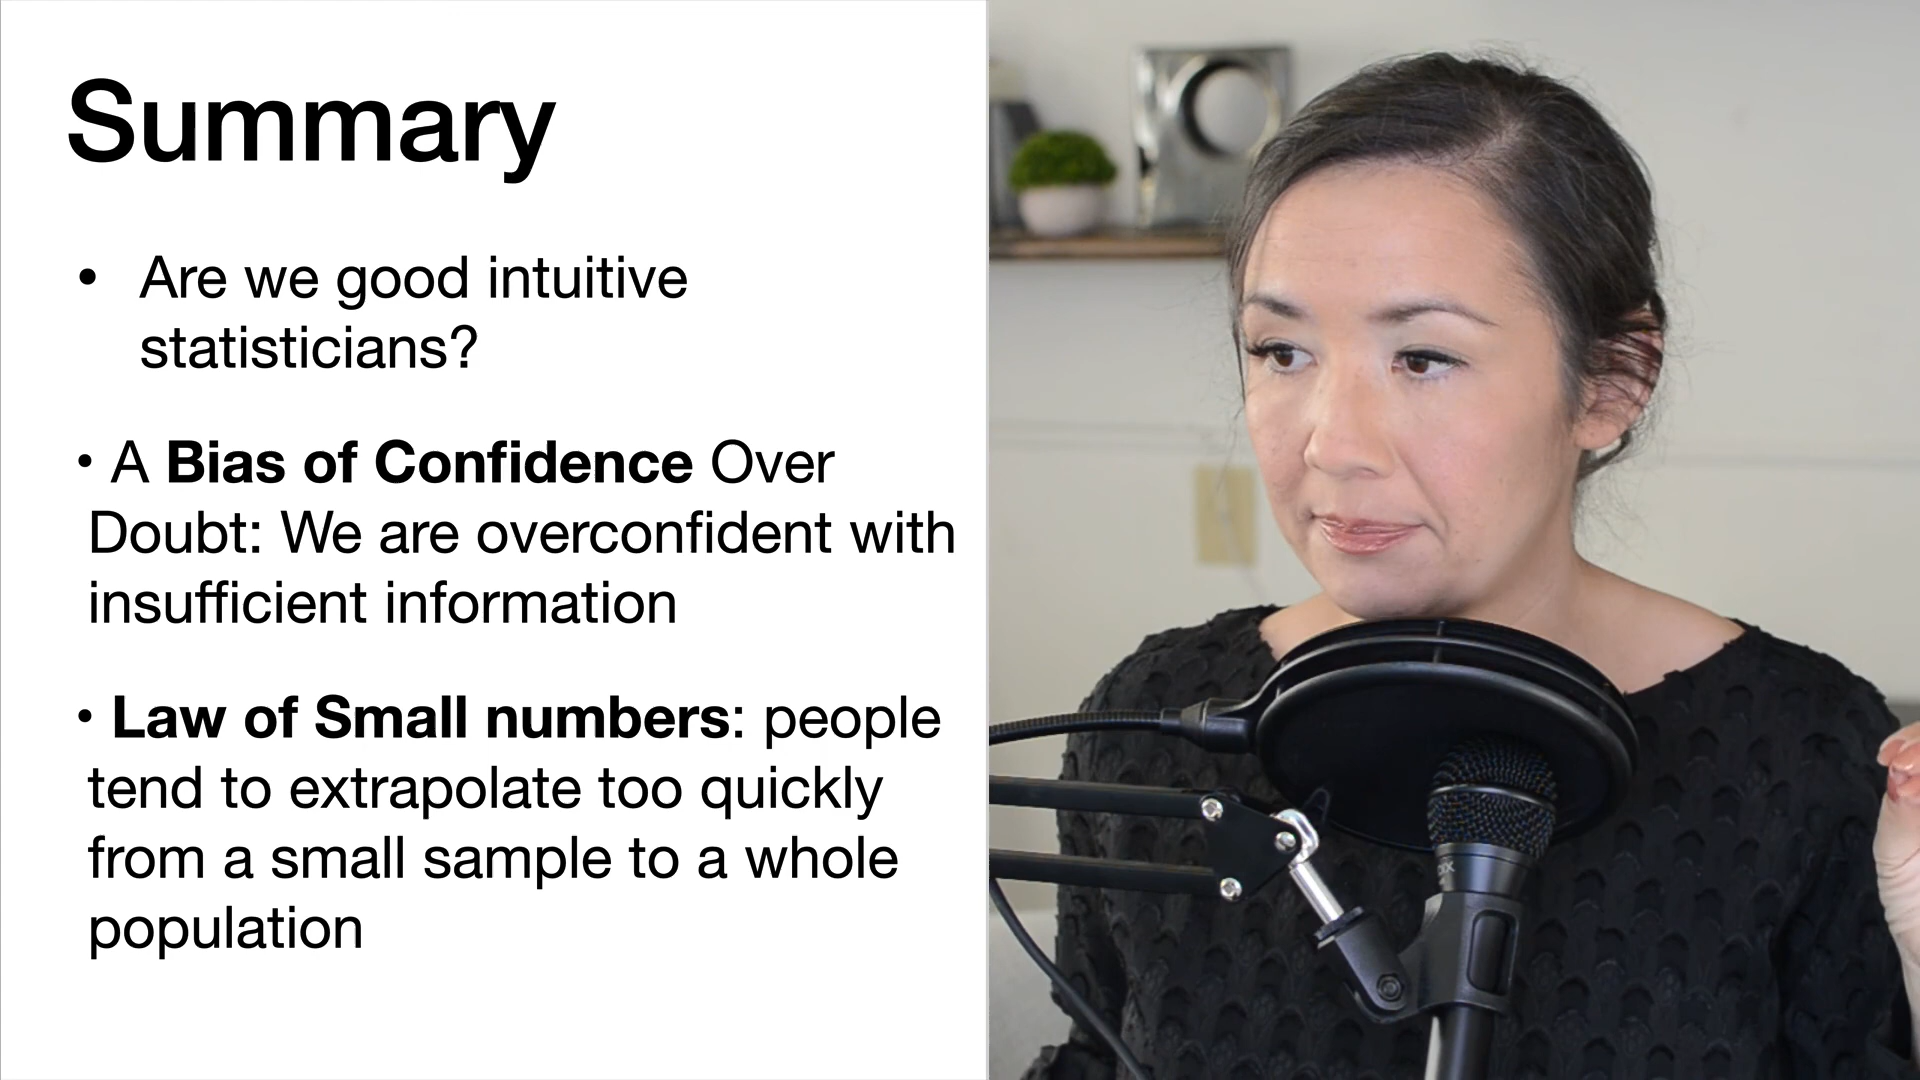 Summary
• Are we good intuitive
statisticians?
• A Bias of Confidence Over
Doubt: We are overconfident with
insufficient information
• Law of Small numbers: people
tend to extrapolate too quickly
from a small sample to a whole
population